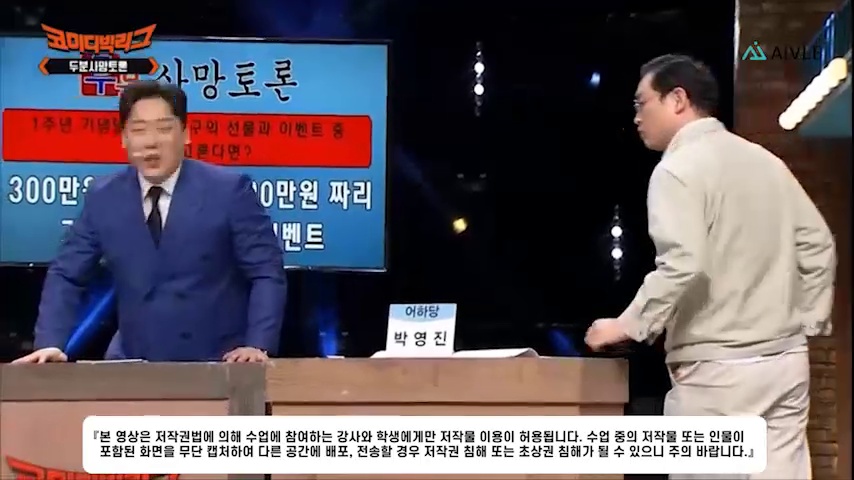 코미디빅리그
두분사망토론
AIVLE
사망토론
1주년 기념
구의 선물과 이벤트 중
고른다면?
300만원
00만원 짜리
이벤트
어하당
박영진
『본 영상은 저작권법에 의해 수업에 참여하는 강사와 학생에게만 저작물 이용이 허용됩니다. 수업 중의 저작물 또는 인물이
포함된 화면을 무단 캡처하여 다른 공간에 배포, 전송할 경우 저작권 침해 또는 초상권 침해가 될 수 있으니 주의 바랍니다.』